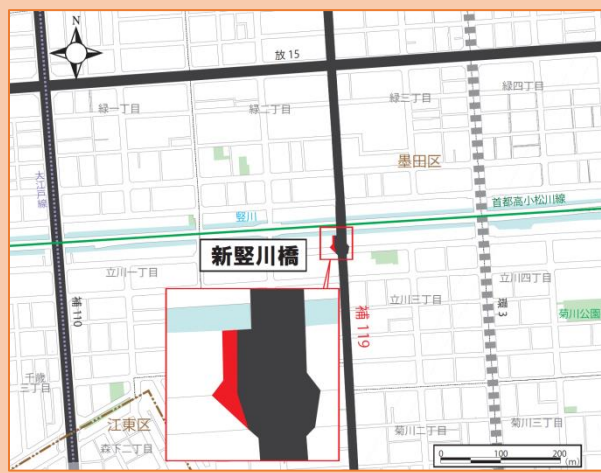 N
放15
緑一丁目
緑二丁目
緑三丁目
緑四丁目
墨田区
大江戸線
竪川
首都高小松川線
新竪川橋
立川一丁目
立川三丁目
立川四丁目
補110
補119
環3
菊川公園
千歳
三丁目
江東区
森下二丁目
菊川二丁目
菊川三丁目
0 100 200
(m)